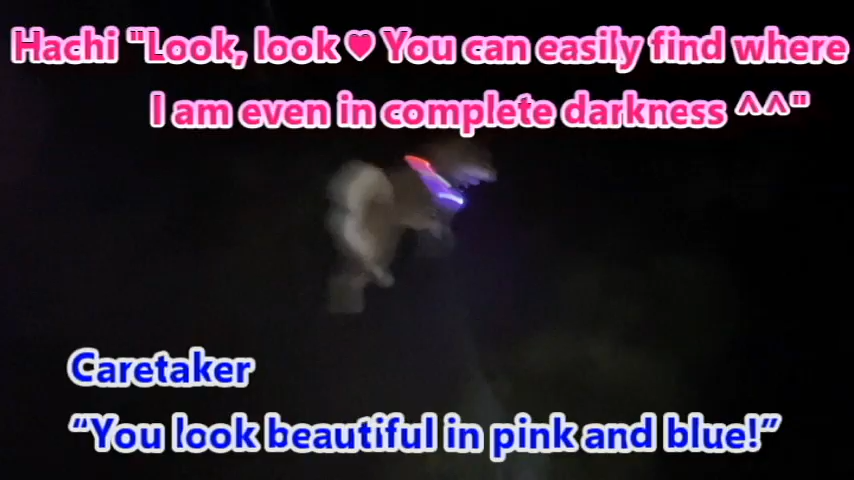 Hachi "Look, look ♥ You can easily find where
I am even in complete darkness ^^"
Caretaker
“You look beautiful in pink and blue!”